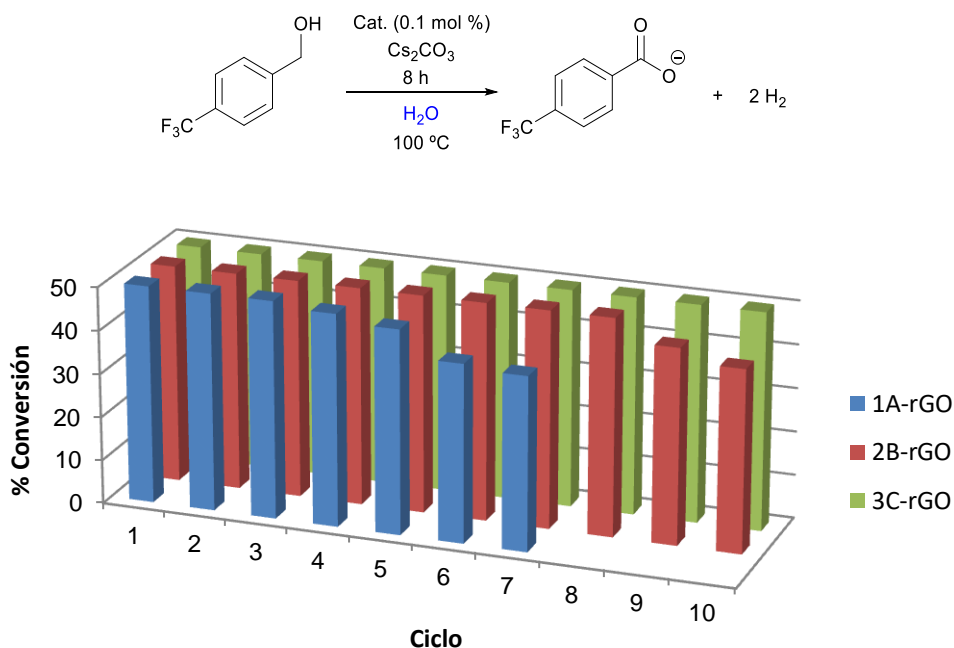 OH
Cat. (0.1 mol %)
Cs2CO3
8 h
H2O
100 ºC
F3C
O
O
⊖
F3C
+ 2 H2
% Conversión
50
40
30
20
10
0
1
2
3
4
5
6
7
8
9
10
Ciclo
1A-rGO
2B-rGO
3C-rGO